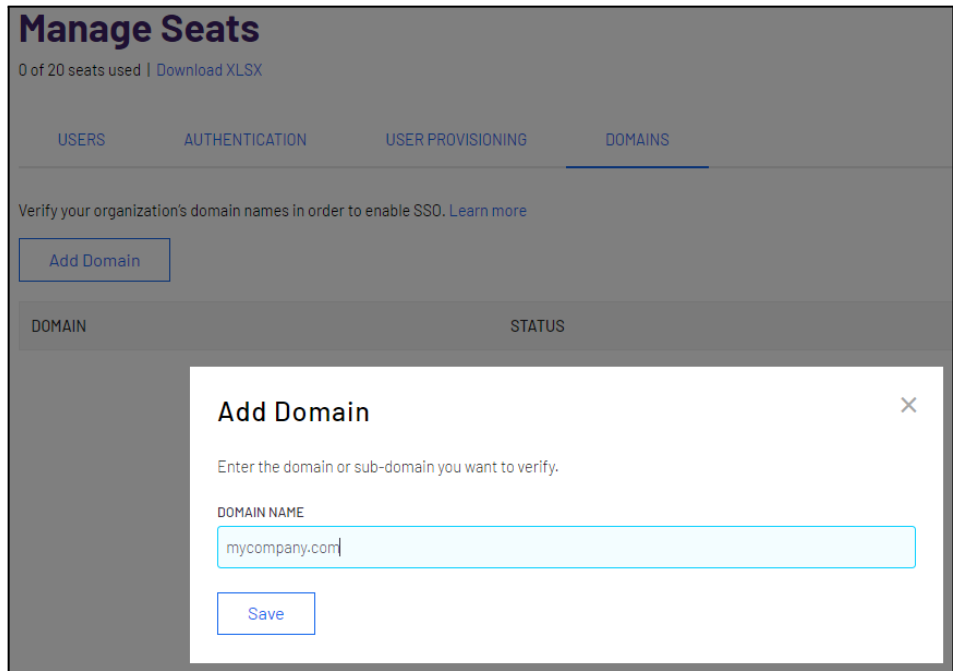 Manage Seats
0 of 20 seats used | Download XLSX
USERS AUTHENTICATION USER PROVISIONING DOMAINS
Verify your organization's domain names in order to enable SSO. Learn more
Add Domain
DOMAIN STATUS
Add Domain
Enter the domain or sub-domain you want to verify.
DOMAIN NAME
mycompany.com
Save